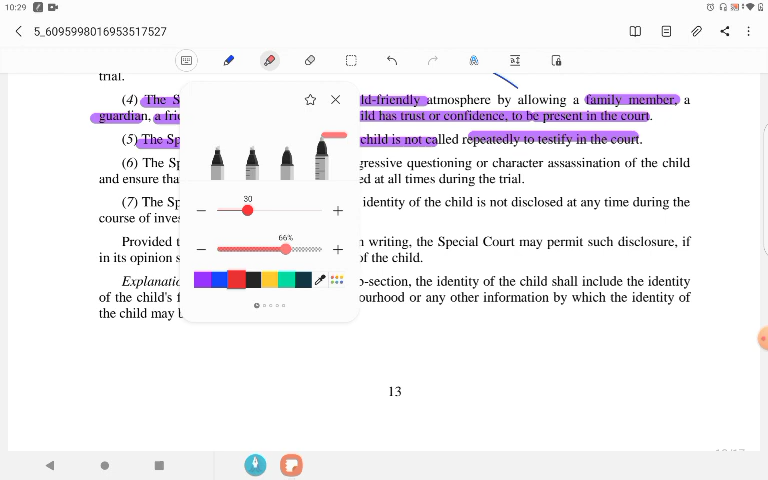 10:29
5_6095998016953517527
trial.
(4) The S ld-friendly atmosphere by allowing a family member, a
guardian, a frie ild has trust or confidence, to be present in the court.
(5) The Sp child is not called repeatedly to testify in the court.
(6) The Sp gressive questioning or character assassination of the child
and ensure tha ed at all times during the trial.
30
(7) The Sp identity of the child is not disclosed at any time during the
course of inves
66%
Provided t n writing, the Special Court may permit such disclosure, if
in its opinion s of the child.
Explanatio b-section, the identity of the child shall include the identity
of the child's f ourhood or any other information by which the identity of
the child may b
13